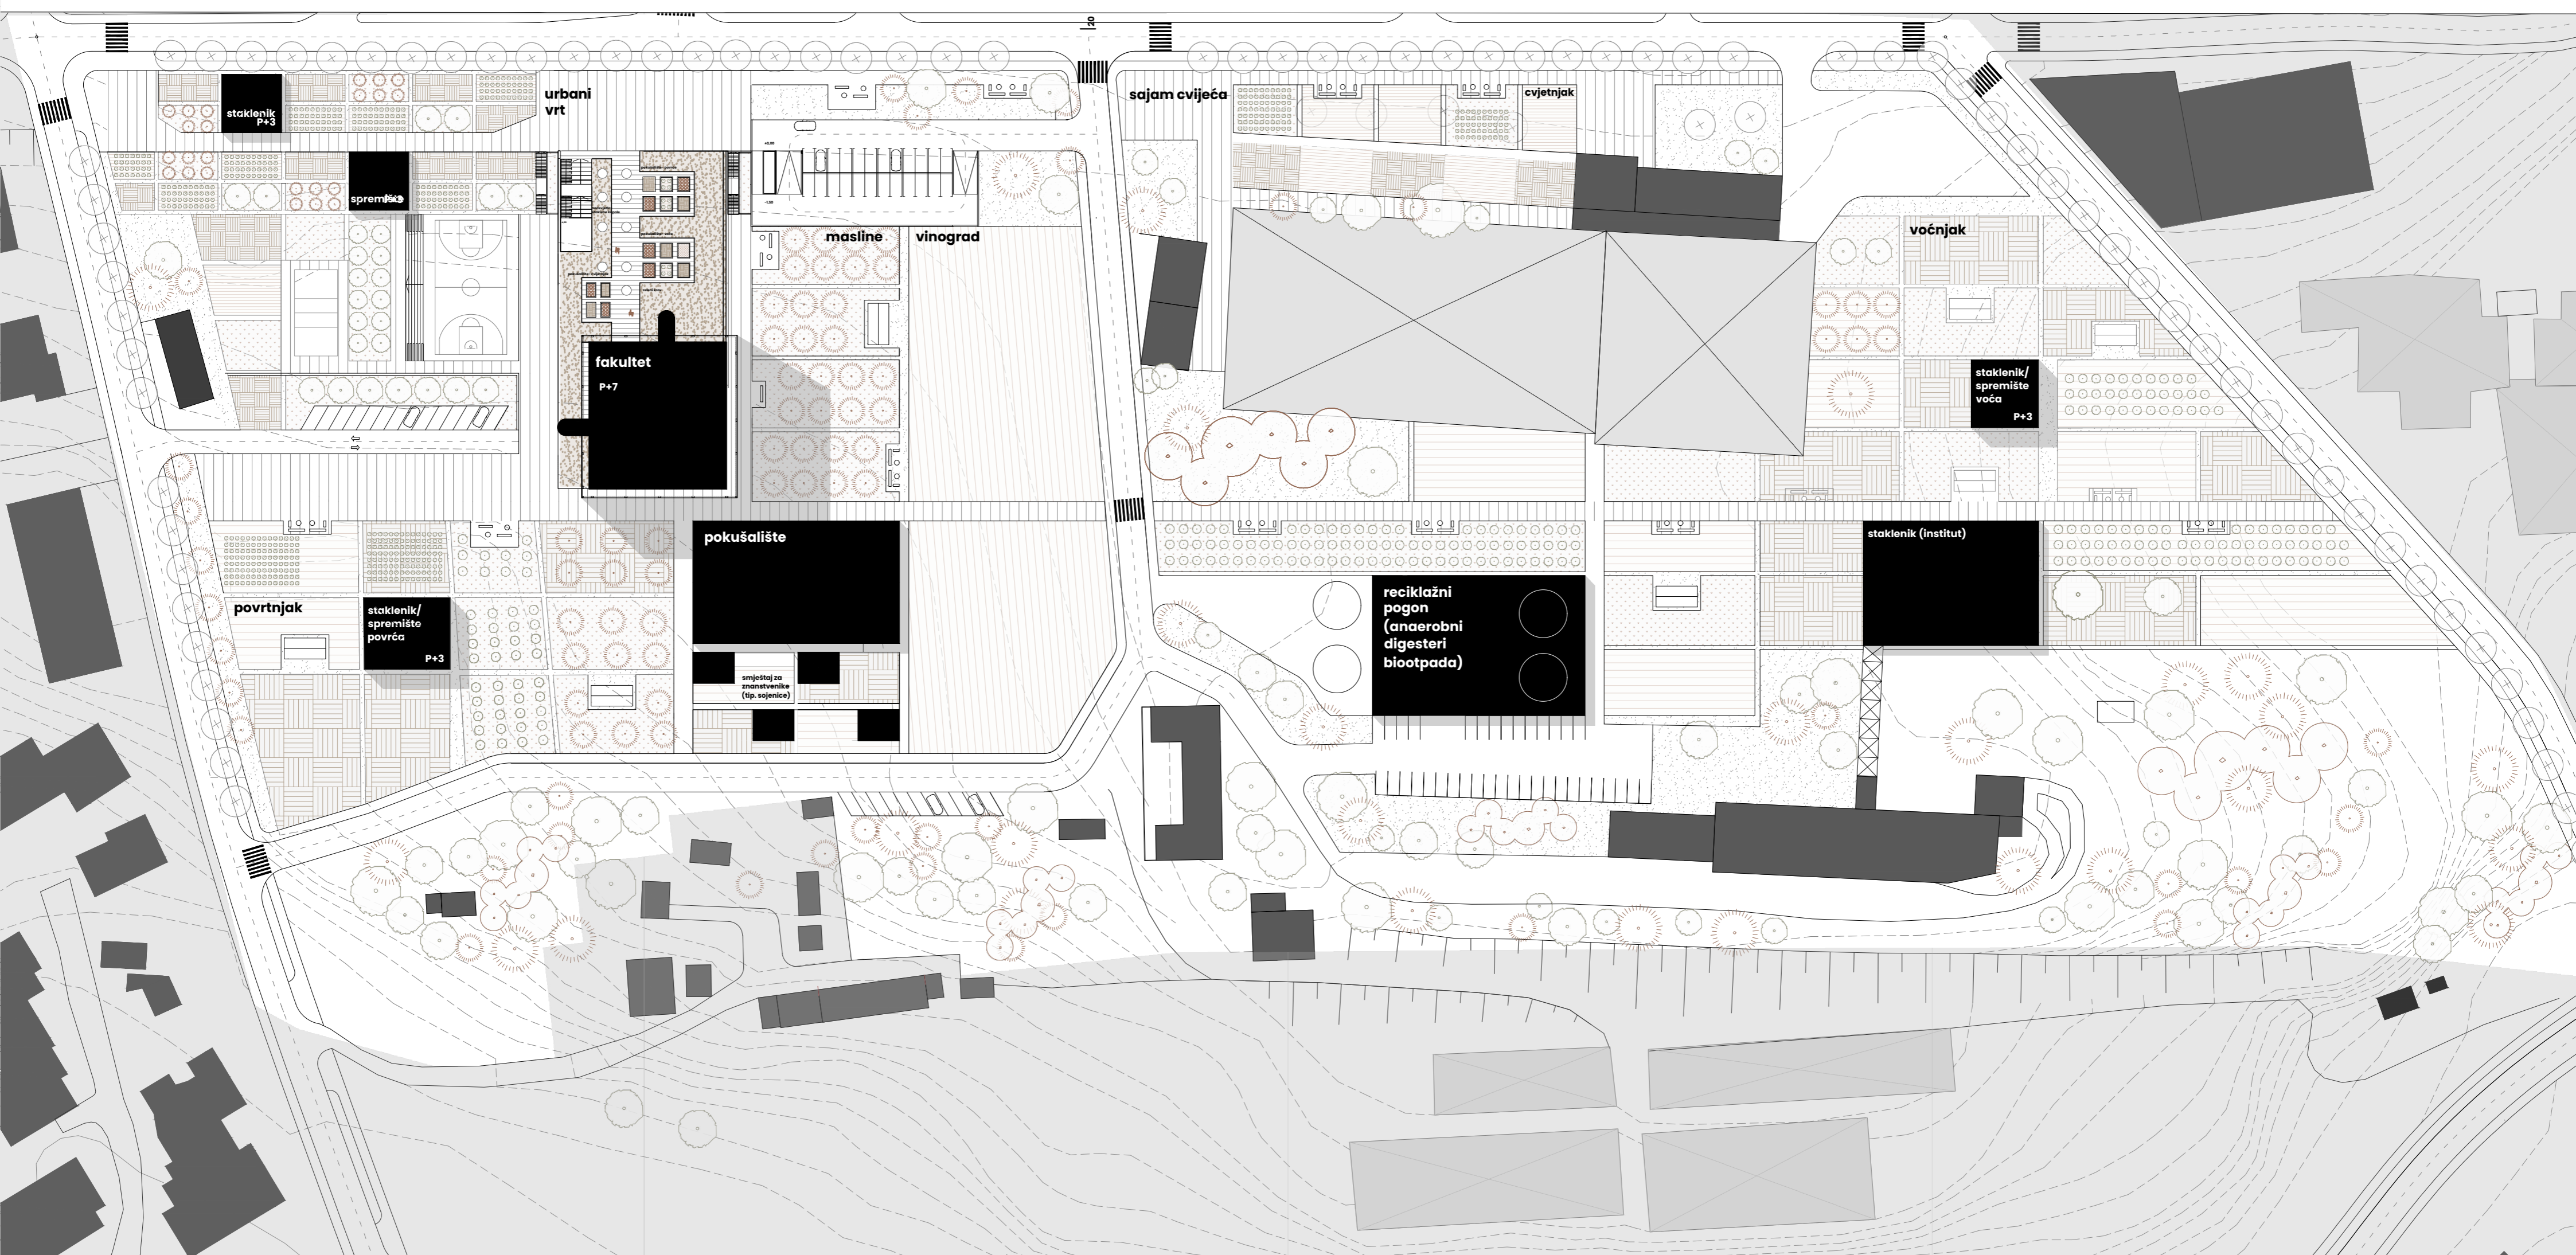 20
urbani
vrt
staklenik
P+3
sajam cvijeća
cvjetnjak
masline
vinograd
voćnjak
fakultet
P+7
staklenik/
spremište
voća
P+3
pokušalište
staklenik (institut)
povrtnjak
staklenik/
spremište
povrća
P+3
reciklažni
pogon
(anaerobni
digesteri
biootpada)
smještaj za
znanstvenike
(tip. sojenice)